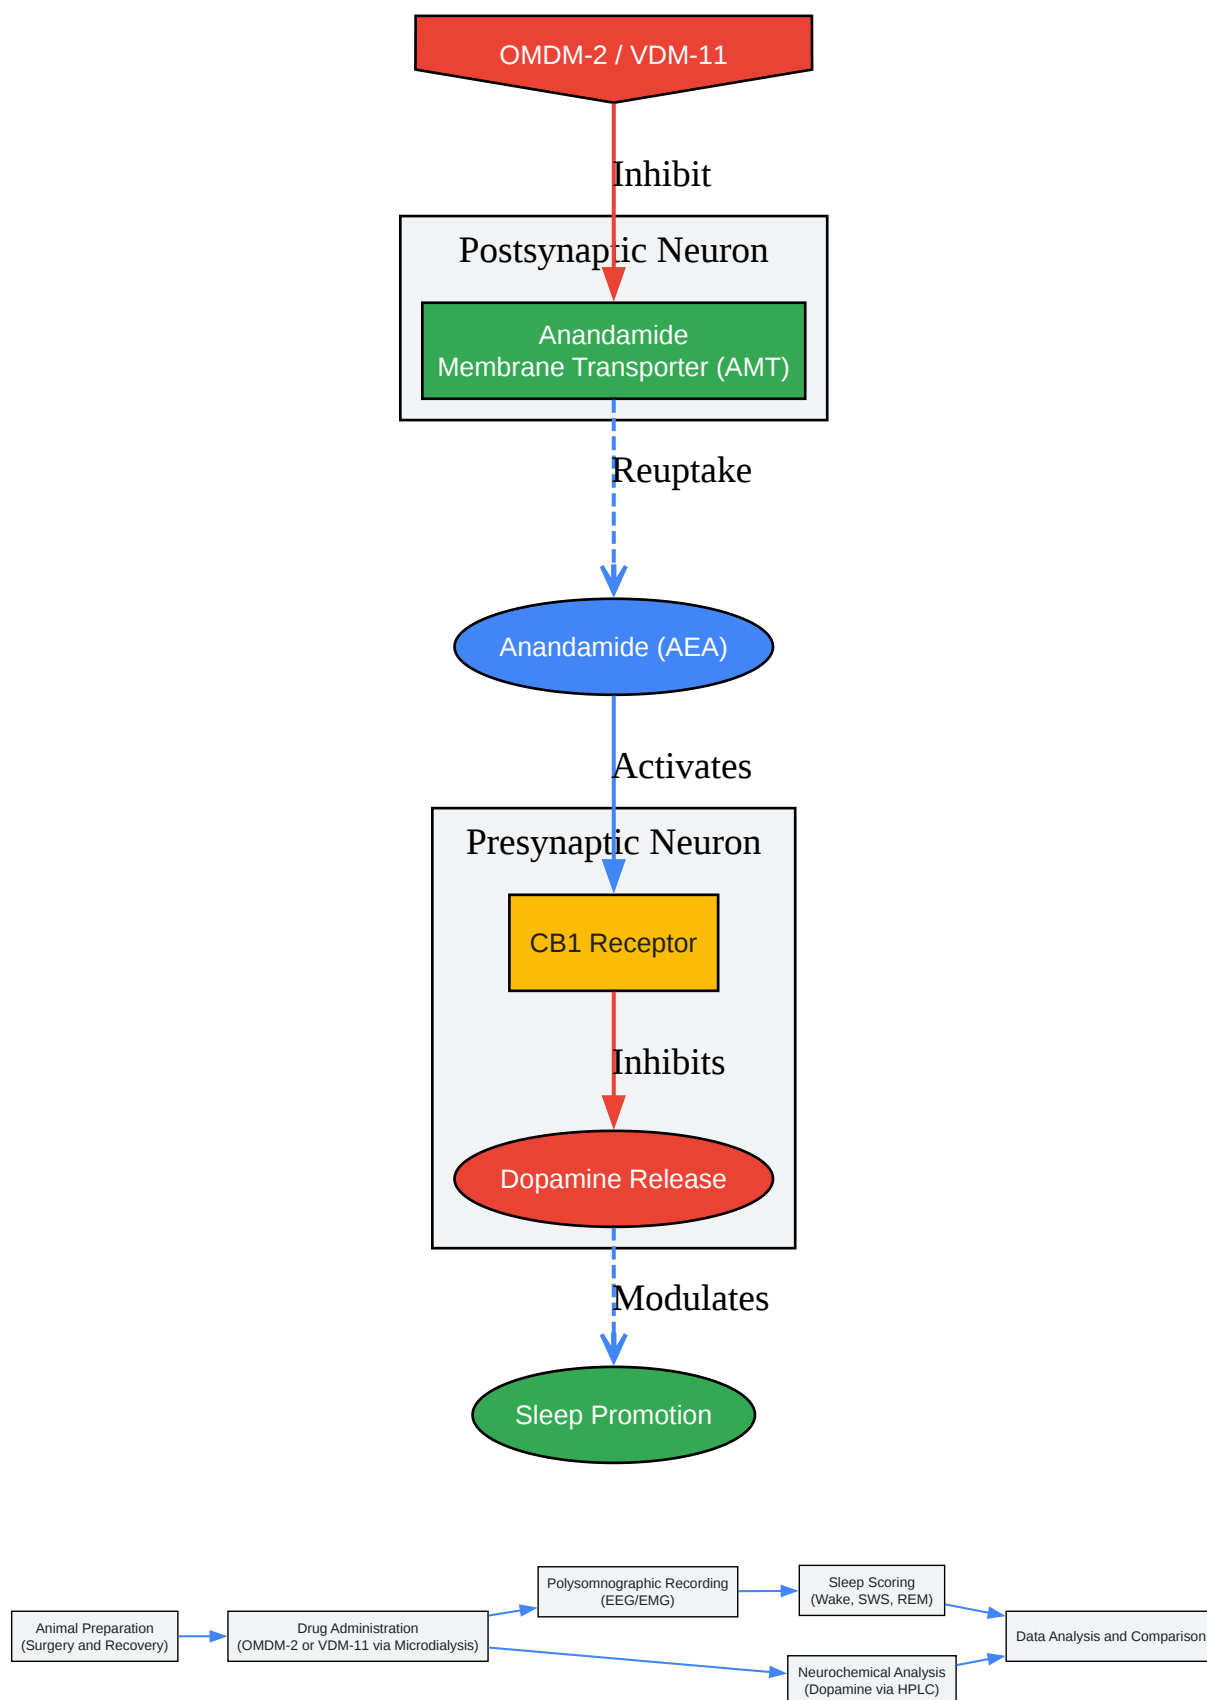 OMDM-2 / VDM-11
Inhibit
Postsynaptic Neuron
Anandamide
Membrane Transporter (AMT)
Reuptake
Anandamide (AEA)
Activates
Presynaptic Neuron
CB1 Receptor
Inhibits
Dopamine Release
Modulates
Sleep Promotion
Animal Preparation
(Surgery and Recovery)
Drug Administration
(OMDM-2 or VDM-11 via Microdialysis)
Polysomnographic Recording
(EEG/EMG)
Sleep Scoring
(Wake, SWS, REM)
Neurochemical Analysis
(Dopamine via HPLC)
Data Analysis and Comparison